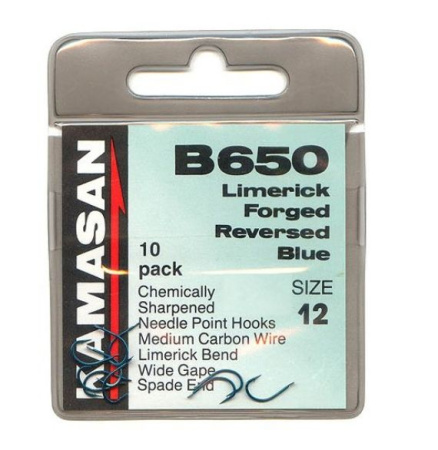 KAMASAN
B650
Limerick
Forged
Reversed
Blue
10
pack
SIZE
12
Chemically
Sharpened
Needle Point Hooks
Medium Carbon Wire
Limerick Bend
Wide Gape
Spade End